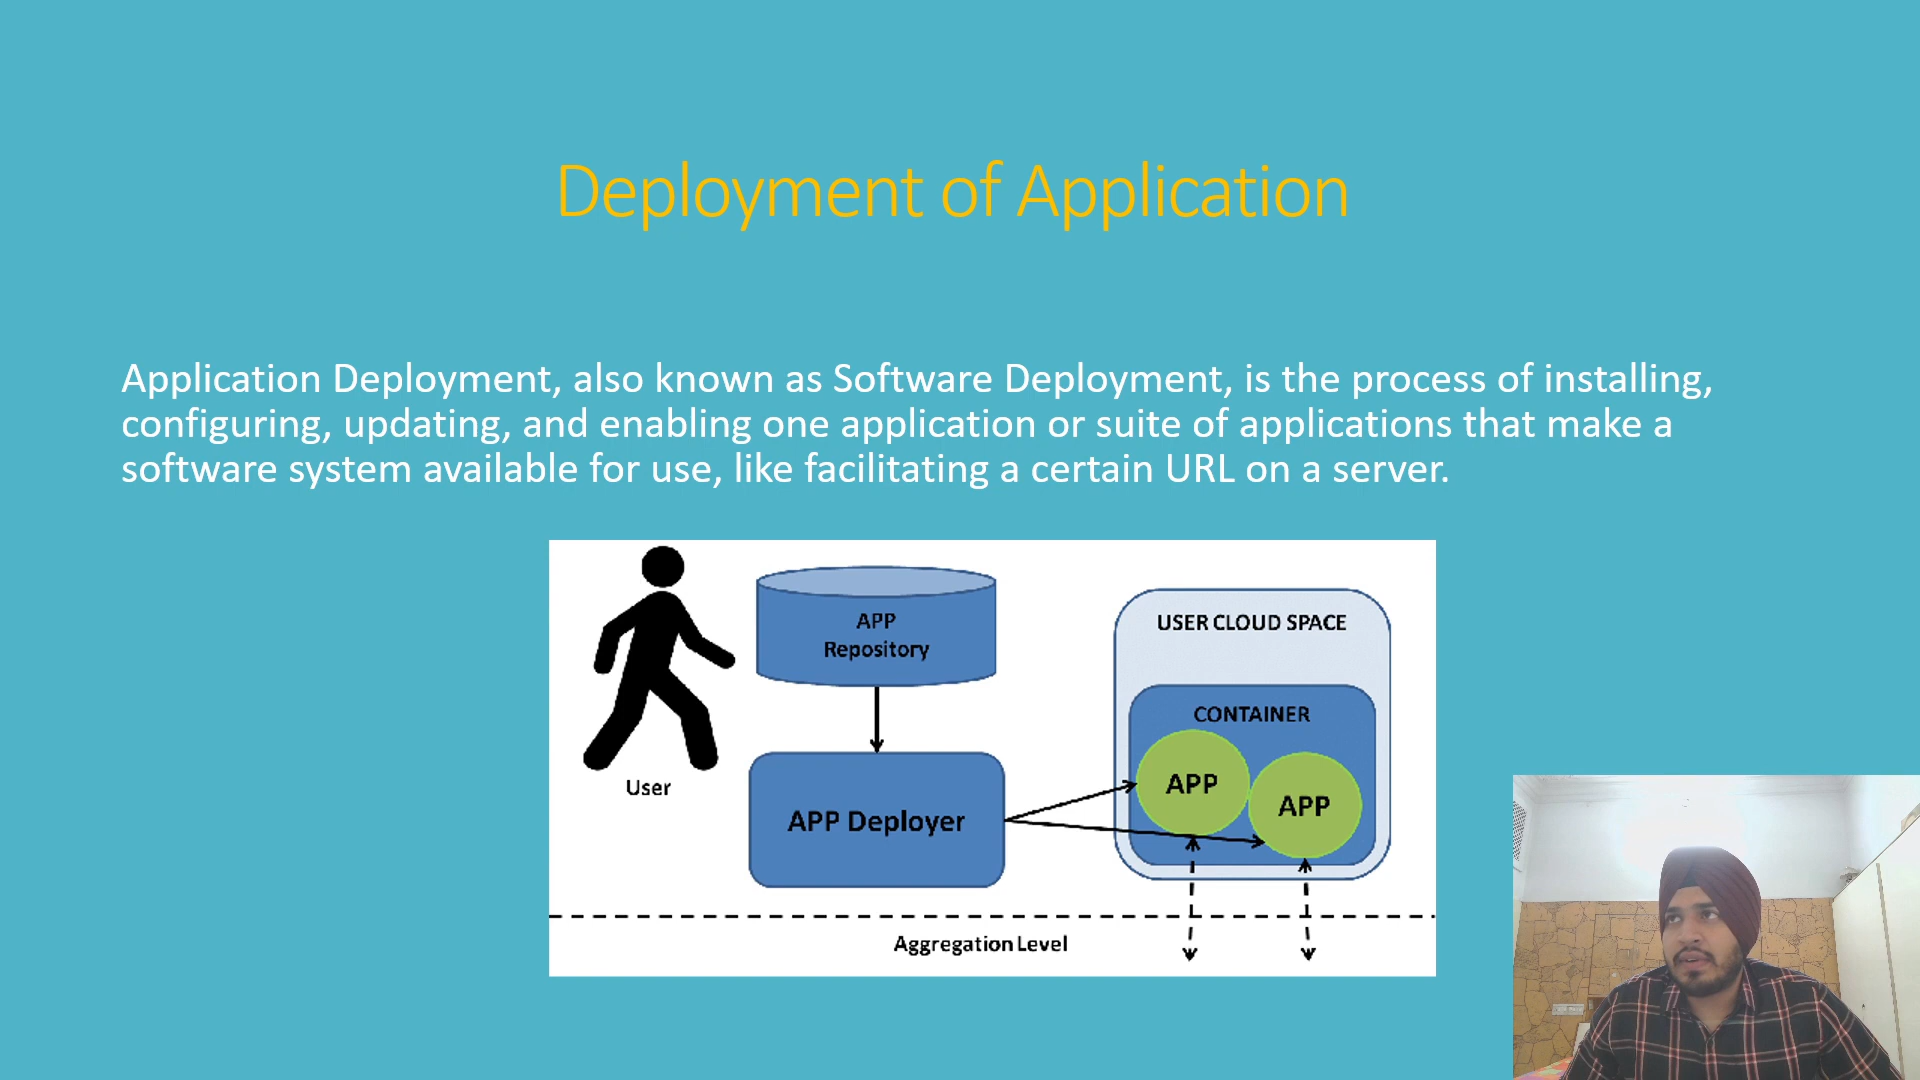 Deployment of Application
Application Deployment, also known as Software Deployment, is the process of installing,
configuring, updating, and enabling one application or suite of applications that make a
software system available for use, like facilitating a certain URL on a server.
User
APP
Repository
APP Deployer
USER CLOUD SPACE
CONTAINER
APP
APP
Aggregation Level